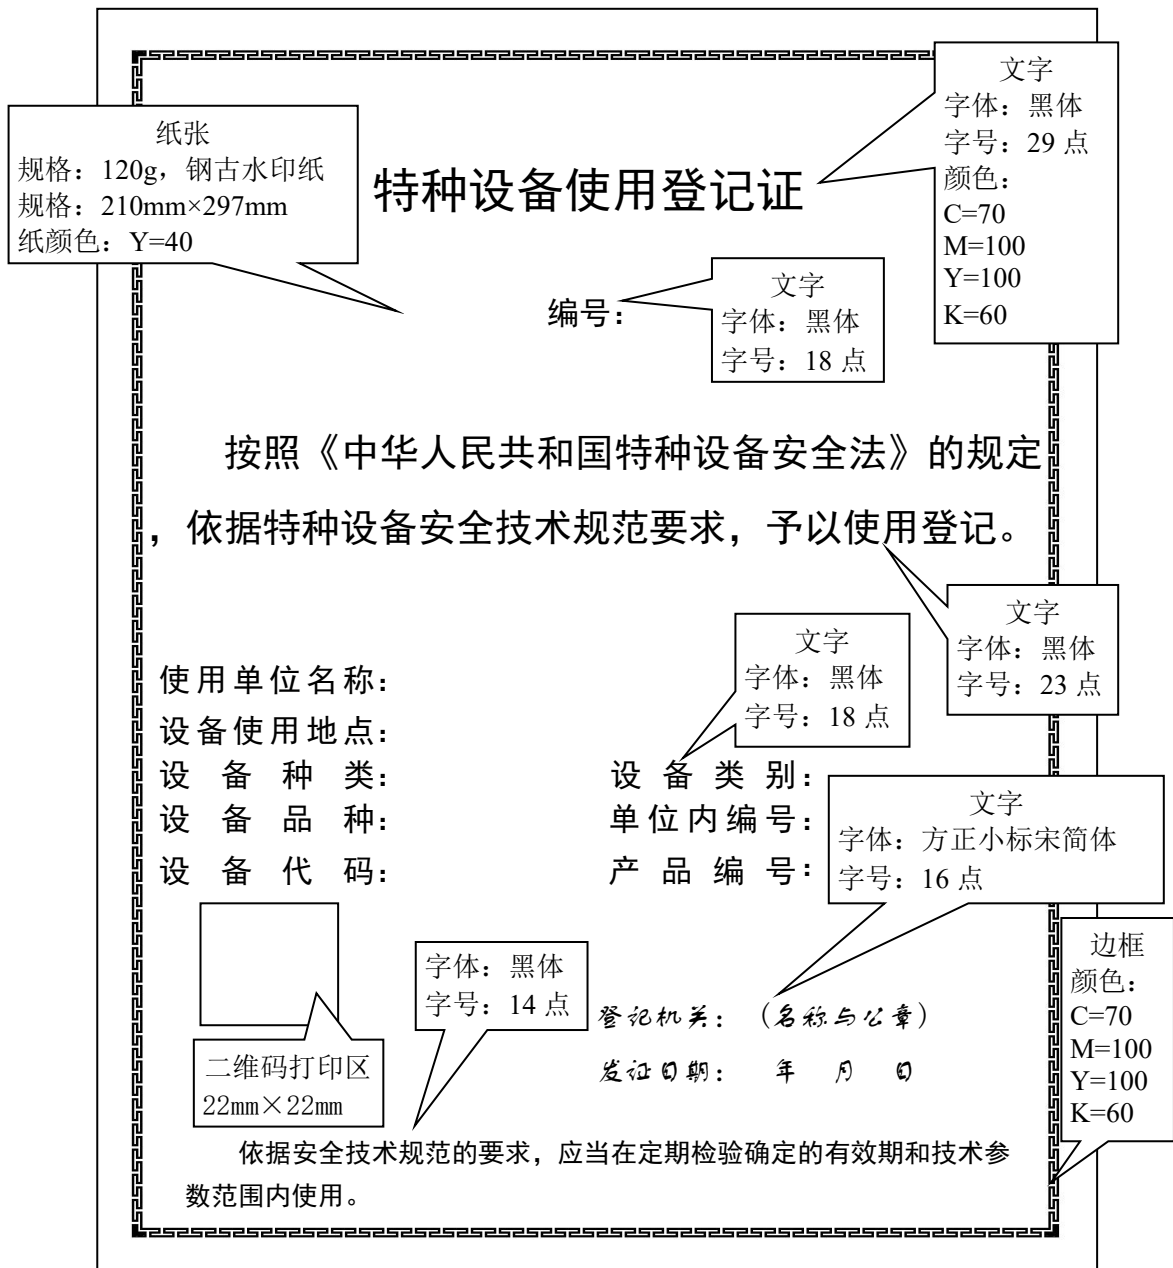 文字
字体：黑体
字号：29 点
颜色：
C=70
M=100
Y=100
K=60
纸张
规格：120g，钢古水印纸
规格：210mm×297mm
纸颜色：Y=40
特种设备使用登记证
编号：
文字
字体：黑体
字号：18 点
按照《中华人民共和国特种设备安全法》的规定
，依据特种设备安全技术规范要求，予以使用登记。
文字
字体：黑体
字号：23 点
文字
字体：黑体
字号：18 点
使用单位名称：
设备使用地点：
设备种类：
设备类别：
设备品种：
单位内编号：
设备代码：
产品编号：
文字
字体：方正小标宋简体
字号：16 点
边框
颜色：
C=70
M=100
Y=100
K=60
字体：黑体
字号：14 点
登记机关：（名称与公章）
发证日期： 年 月 日
二维码打印区
22mm×22mm
依据安全技术规范的要求，应当在定期检验确定的有效期和技术参
数范围内使用。